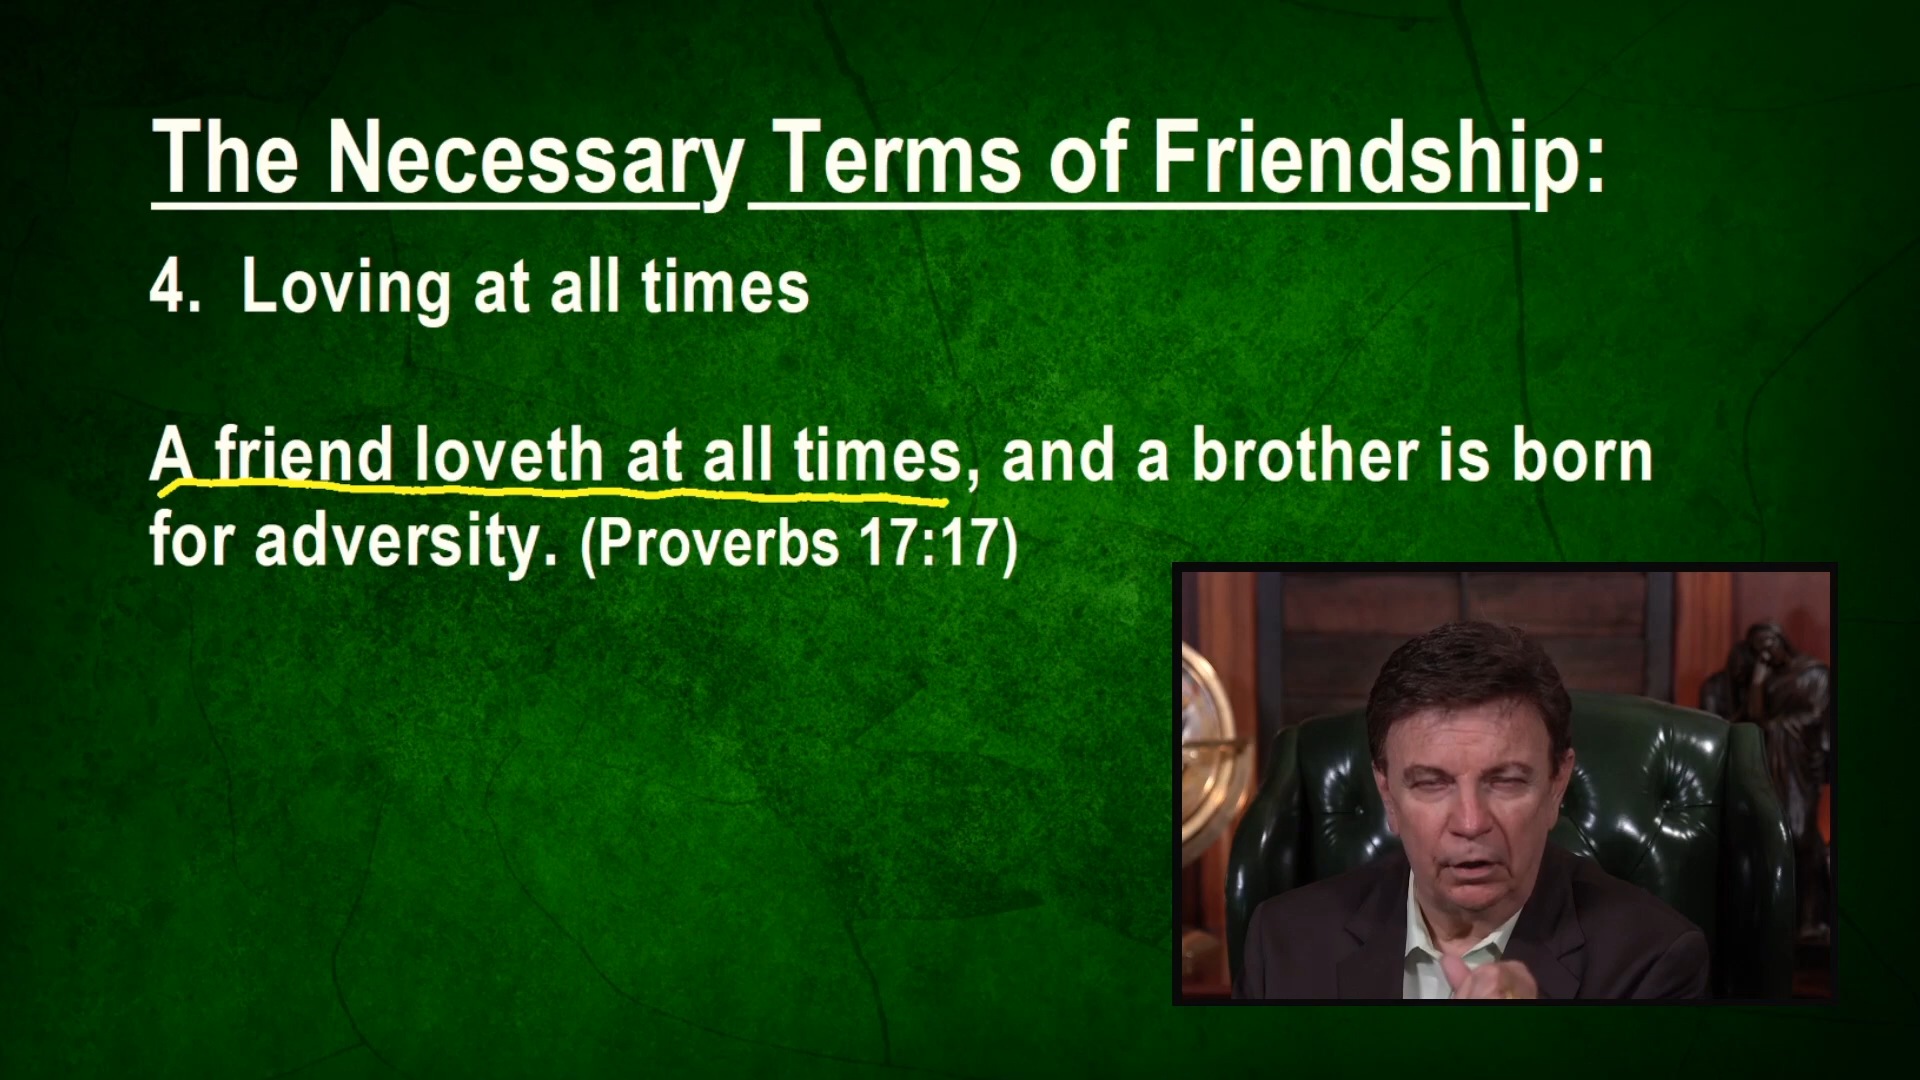 The Necessary Terms of Friendship:
4. Loving at all times
A friend loveth at all times, and a brother is born
for adversity. (Proverbs 17:17)